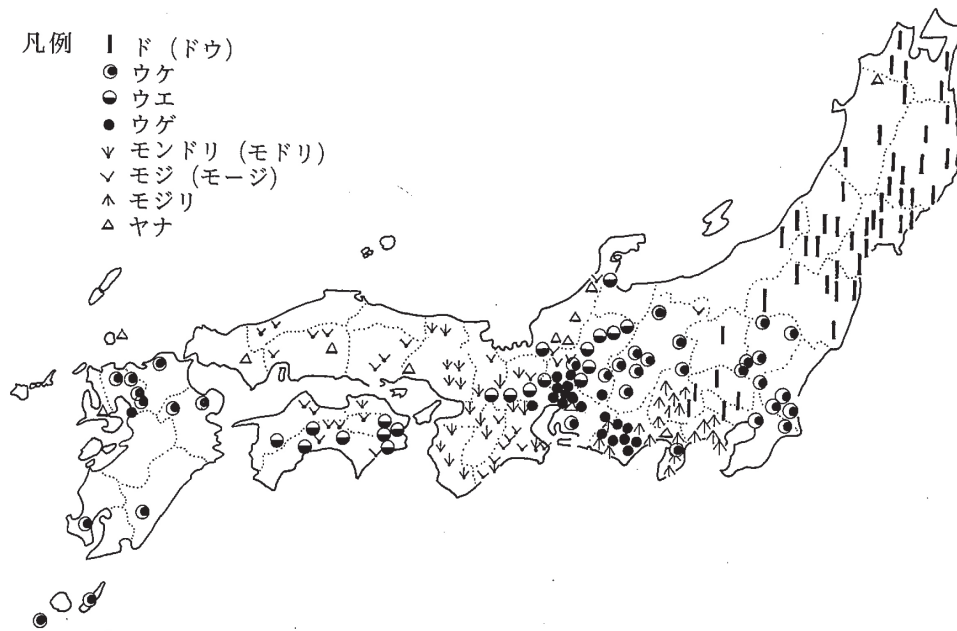 凡例 ド (ドウ)
ウケ
ウエ
ウゲ
モンドリ (モドリ)
モジ (モージ)
モジリ
ヤナ